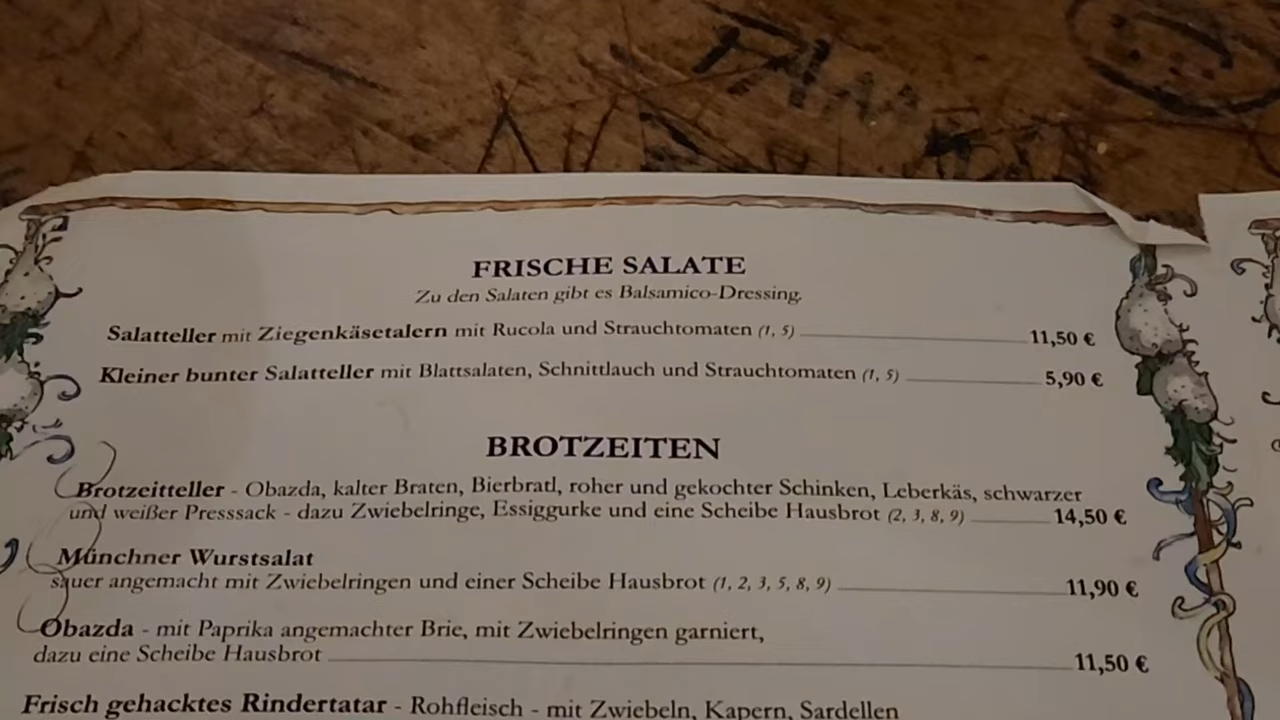 FRISCHE SALATE
Zu den Salaten gibt es Balsamico-Dressing.
Salatteller mit Ziegenkäsetalern mit Rucola und Strauchtomaten (1, 5) 11,50 €
Kleiner bunter Salatteller mit Blattsalaten, Schnittlauch und Strauchtomaten (1, 5) 5,90 €
BROTZEITEN
Brotzeitteller - Obazda, kalter Braten, Bierbratl, roher und gekochter Schinken, Leberkäs, schwarzer
und weißer Presssack - dazu Zwiebelringe, Essiggurke und eine Scheibe Hausbrot (2, 3, 8, 9) 14,50 €
Münchner Wurstsalat
sauer angemacht mit Zwiebelringen und einer Scheibe Hausbrot (1, 2, 3, 5, 8, 9) 11,90 €
Obazda - mit Paprika angemachter Brie, mit Zwiebelringen garniert,
dazu eine Scheibe Hausbrot 11,50 €
Frisch gehacktes Rindertatar - Rohfleisch - mit Zwiebeln, Kapern, Sardellen